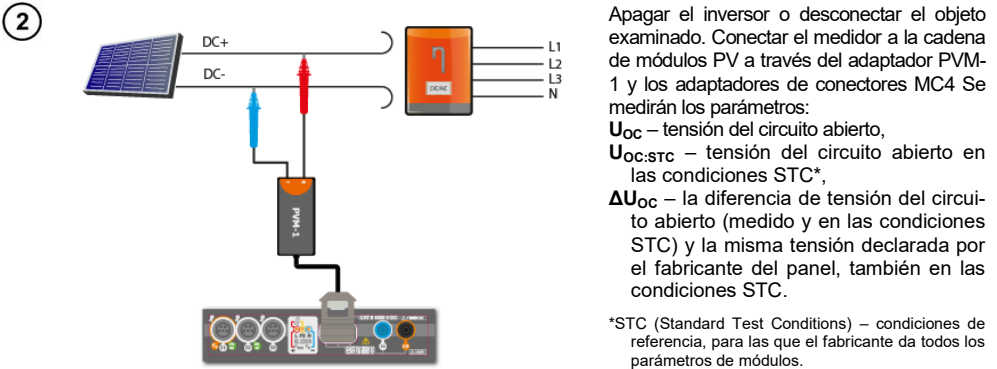 2
DC+
DC-
L1
L2
L3
N
DC/AC
PVM-1
Apagar el inversor o desconectar el objeto
examinado. Conectar el medidor a la cadena
de módulos PV a través del adaptador PVM-
1 y los adaptadores de conectores MC4 Se
medirán los parámetros:
UOC – tensión del circuito abierto,
UOC:STC – tensión del circuito abierto en
las condiciones STC*,
ΔUOC – la diferencia de tensión del circui-
to abierto (medido y en las condiciones
STC) y la misma tensión declarada por
el fabricante del panel, también en las
condiciones STC.
*STC (Standard Test Conditions) – condiciones de
referencia, para las que el fabricante da todos los
parámetros de módulos.